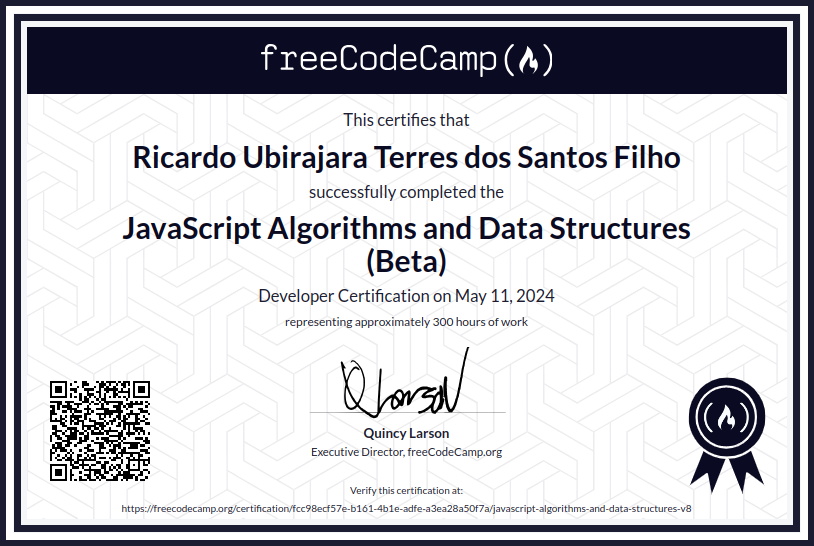 freeCodeCamp
This certifies that
Ricardo Ubirajara Terres dos Santos Filho
successfully completed the
JavaScript Algorithms and Data Structures
(Beta)
Developer Certification on May 11, 2024
representing approximately 300 hours of work
Quincy Larson
Executive Director, freeCodeCamp.org
Verify this certification at:
https://freecodecamp.org/certification/fcc98ecf57e-b161-4b1e-adfe-a3ea28a50f7a/javascript-algorithms-and-data-structures-v8